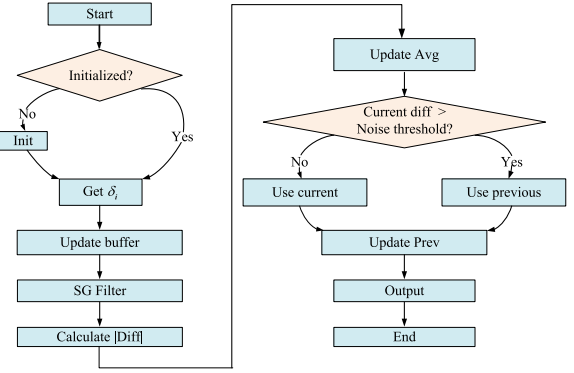 Start
Initialized?
No
Yes
Init
Get δi
Update buffer
SG Filter
Calculate |Diff|
Update Avg
Current diff >
Noise threshold?
No
Yes
Use current
Use previous
Update Prev
Output
End